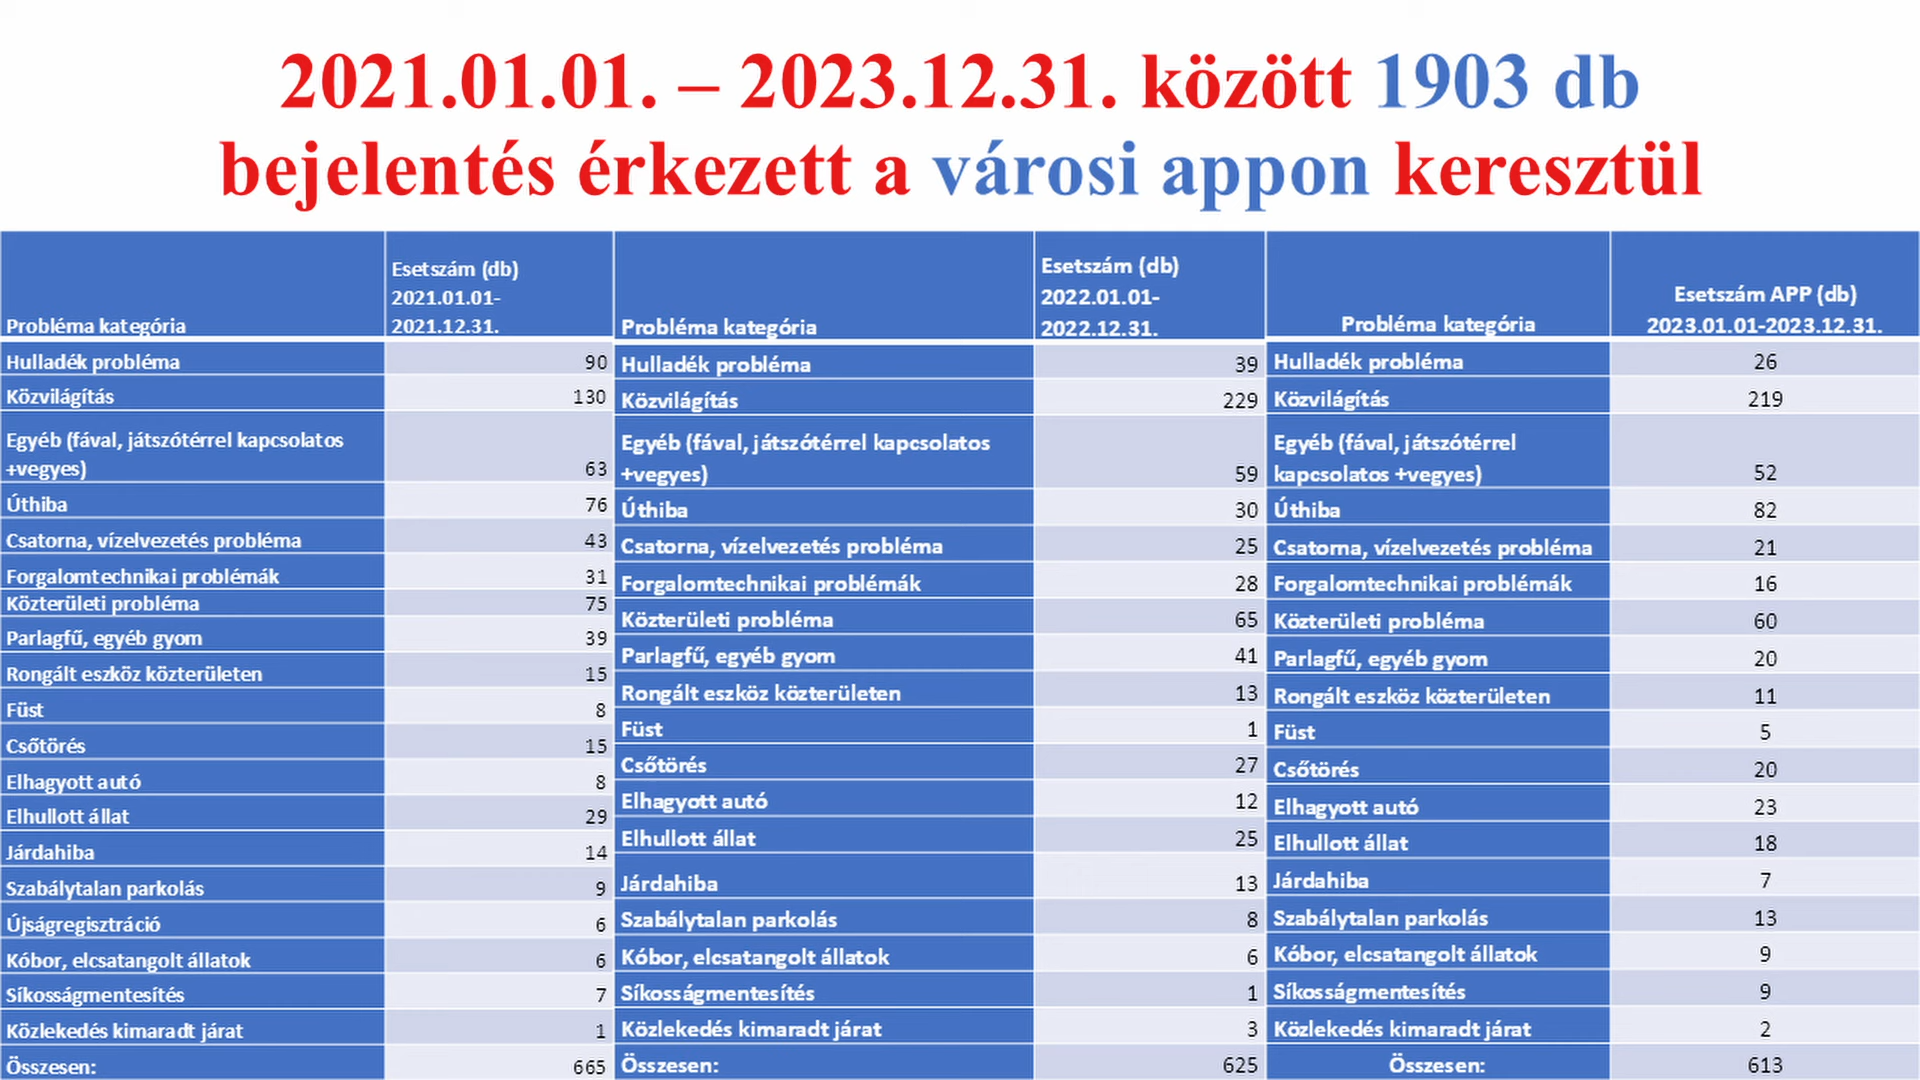 2021.01.01. – 2023.12.31. között 1903 db
bejelentés érkezett a városi appon keresztül
Probléma kategória
Esetszám (db)
2021.01.01-
2021.12.31.
Hulladék probléma 90
Közvilágítás 130
Egyéb (fával, játszótérrel kapcsolatos
+vegyes) 63
Úthiba 76
Csatorna, vízelvezetés probléma 43
Forgalomtechnikai problémák 31
Közterületi probléma 75
Parlagfű, egyéb gyom 39
Rongált eszköz közterületen 15
Füst 8
Csőtörés 15
Elhagyott autó 8
Elhullott állat 29
Járdahiba 14
Szabálytalan parkolás 9
Újságregisztráció 6
Kóbor, elcsatangolt állatok 6
Síkosságmentesítés 7
Közlekedés kimaradt járat 1
Összesen: 665
Probléma kategória
Esetszám (db)
2022.01.01-
2022.12.31.
Hulladék probléma 39
Közvilágítás 229
Egyéb (fával, játszótérrel kapcsolatos
+vegyes) 59
Úthiba 30
Csatorna, vízelvezetés probléma 25
Forgalomtechnikai problémák 28
Közterületi probléma 65
Parlagfű, egyéb gyom 41
Rongált eszköz közterületen 13
Füst 1
Csőtörés 27
Elhagyott autó 12
Elhullott állat 25
Járdahiba 13
Szabálytalan parkolás 8
Kóbor, elcsatangolt állatok 6
Síkosságmentesítés 1
Közlekedés kimaradt járat 3
Összesen: 625
Probléma kategória
Esetszám APP (db)
2023.01.01-2023.12.31.
Hulladék probléma 26
Közvilágítás 219
Egyéb (fával, játszótérrel
kapcsolatos +vegyes) 52
Úthiba 82
Csatorna, vízelvezetés probléma 21
Forgalomtechnikai problémák 16
Közterületi probléma 60
Parlagfű, egyéb gyom 20
Rongált eszköz közterületen 11
Füst 5
Csőtörés 20
Elhagyott autó 23
Elhullott állat 18
Járdahiba 7
Szabálytalan parkolás 13
Kóbor, elcsatangolt állatok 9
Síkosságmentesítés 9
Közlekedés kimaradt járat 2
Összesen: 613